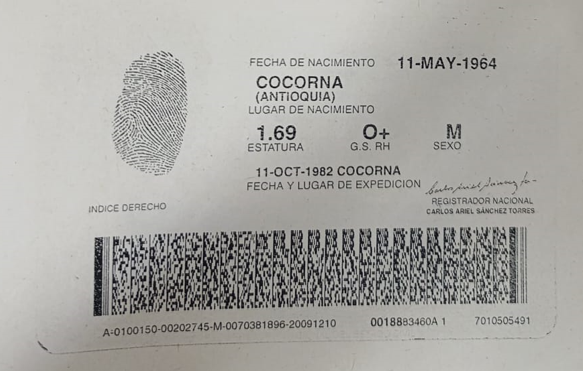 FECHA DE NACIMIENTO 11-MAY-1964
COCORNA
(ANTIOQUIA)
LUGAR DE NACIMIENTO
1.69 O+ M
ESTATURA G.S. RH SEXO
11-OCT-1982 COCORNA
FECHA Y LUGAR DE EXPEDICION
INDICE DERECHO
REGISTRADOR NACIONAL
CARLOS ARIEL SÁNCHEZ TORRES
A-0100150-00202745-M-0070381896-20091210 0018883460A 1 7010505491